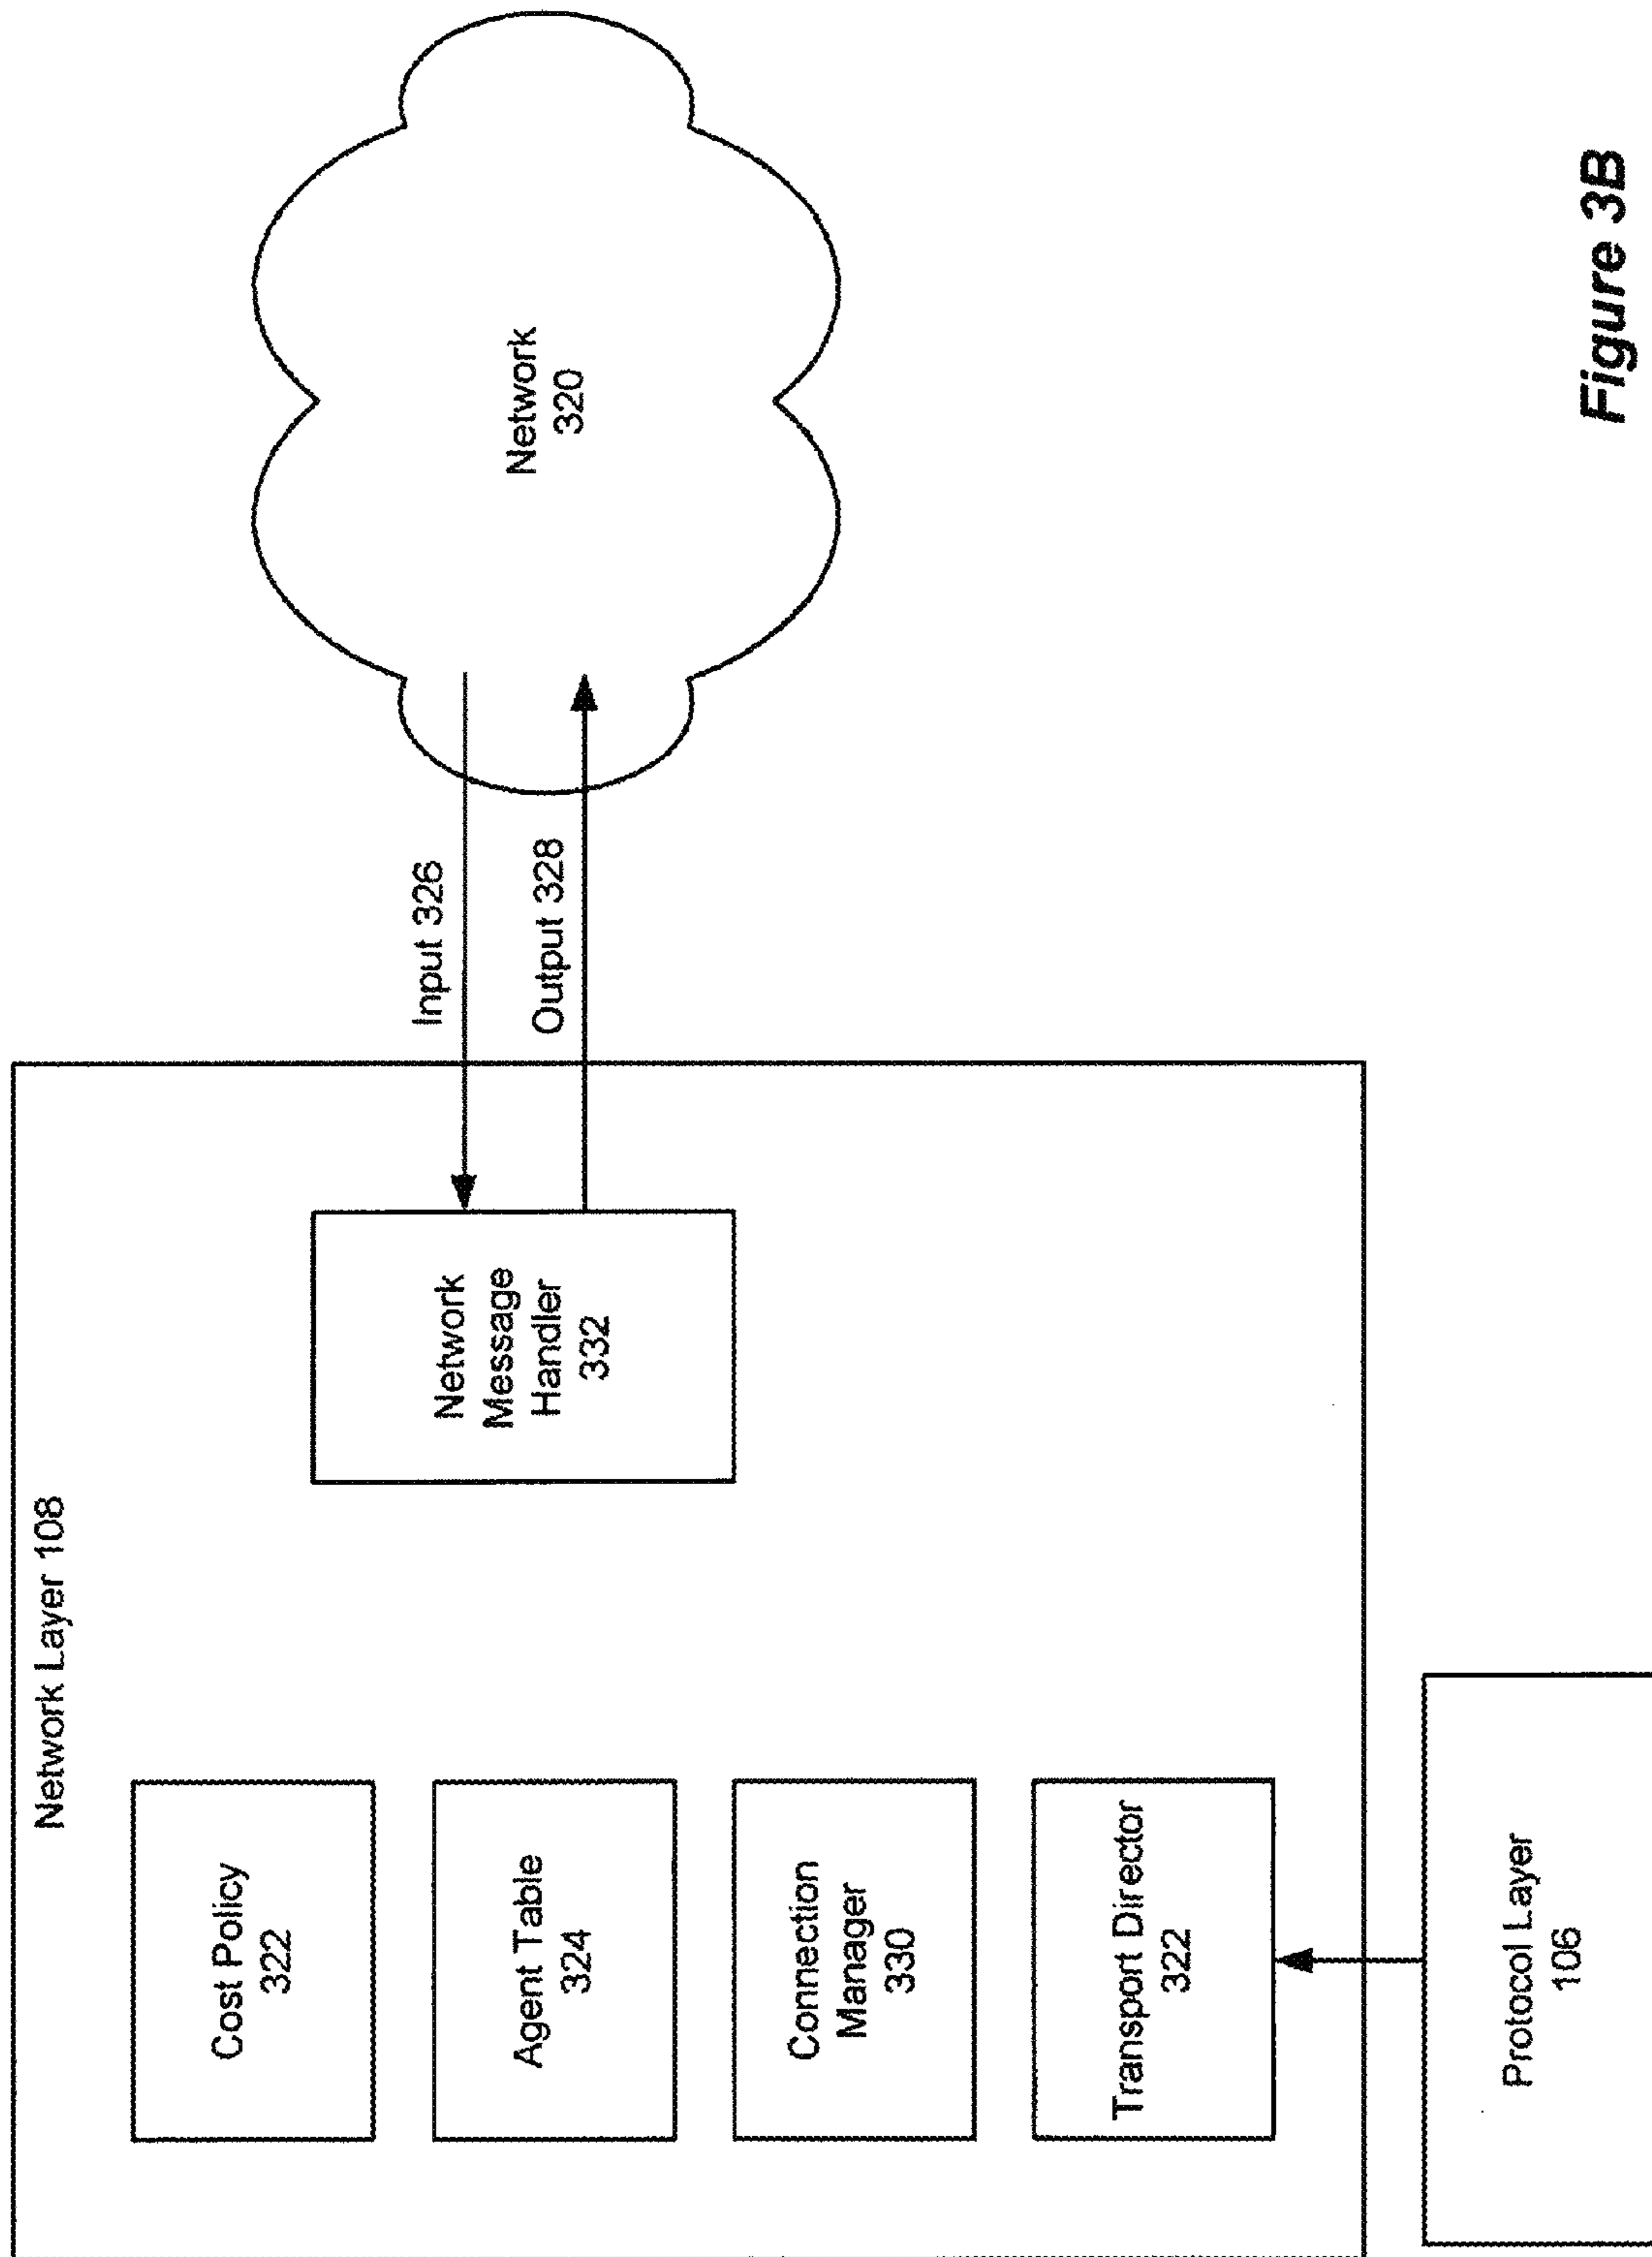 Network Layer 108
Cost Policy
322
Agent Table
324
Connection
Manager
330
Transport Director
322
Network
Message
Handler
332
Input 326
Output 328
Network
320
Protocol Layer
106
Figure 3B